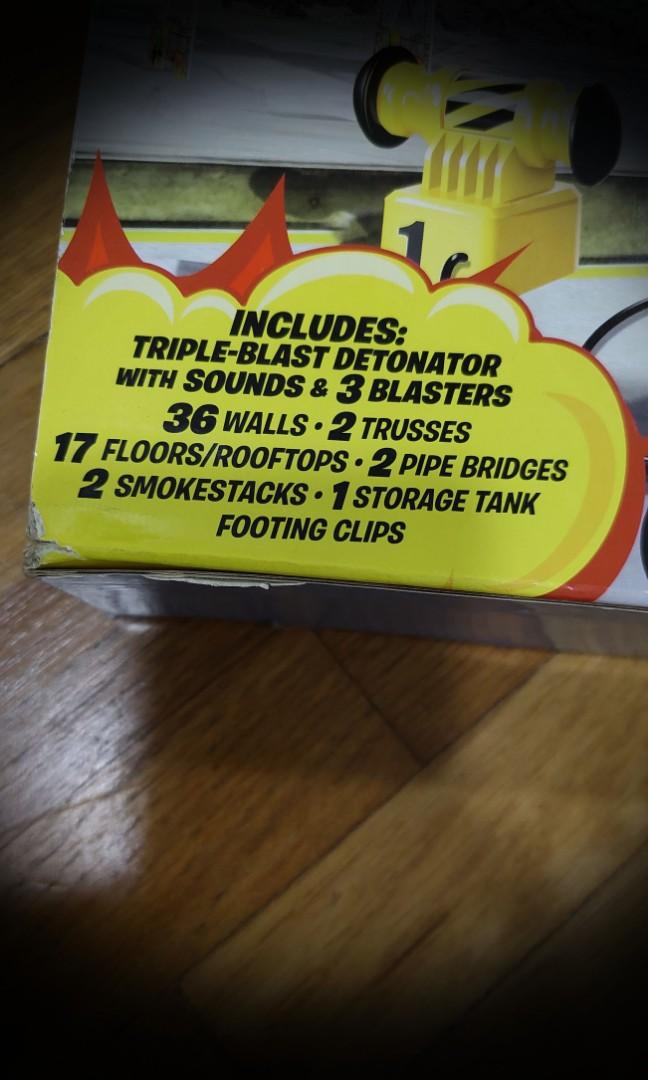 1
INCLUDES:
TRIPLE-BLAST DETONATOR
WITH SOUNDS & 3 BLASTERS
36 WALLS • 2 TRUSSES
17 FLOORS/ROOFTOPS • 2 PIPE BRIDGES
2 SMOKESTACKS • 1 STORAGE TANK
FOOTING CLIPS